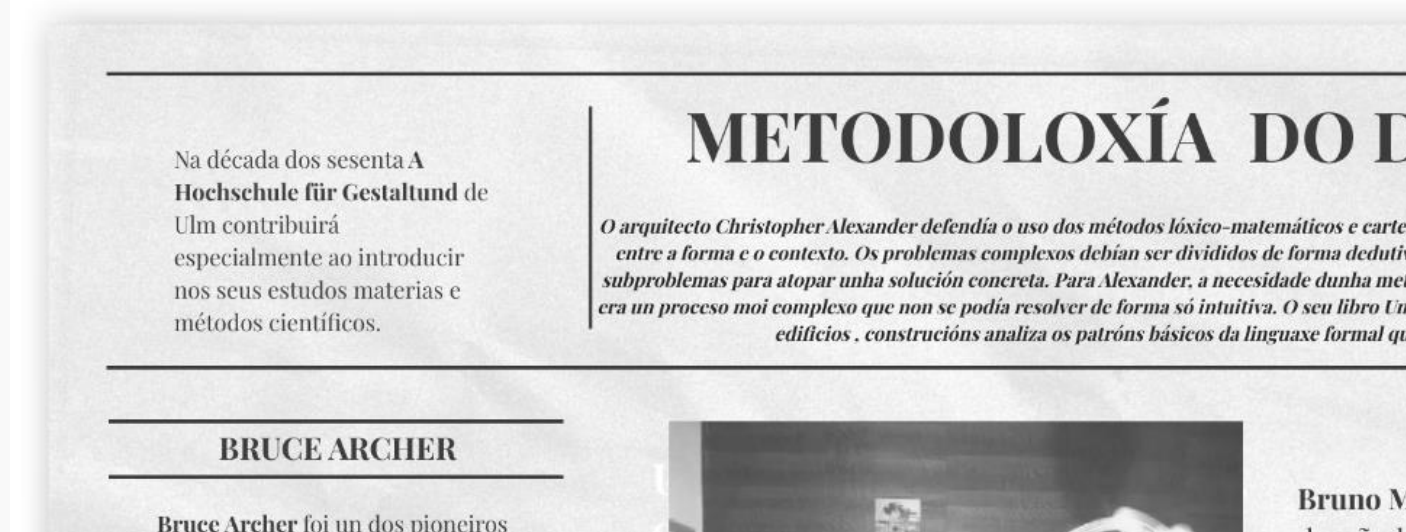 Na década dos sesenta A
Hochschule für Gestaltund de
Ulm contribuirá
especialmente ao introducir
nos seus estudos materias e
métodos científicos.
METODOLOXÍA DO
O arquitecto Christopher Alexander defendía o uso dos métodos lóxico-matemáticos e carte
entre a forma e o contexto. Os problemas complexos debían ser divididos de forma dedutiv
subproblemas para atopar unha solución concreta. Para Alexander, a necesidade dunha met
era un proceso moi complexo que non se podía resolver de forma só intuitiva. O seu libro Un
edificios , construcións analiza os patróns básicos da linguaxe formal qu
BRUCE ARCHER
Bruce Archer foi un dos pioneiros
Bruno M